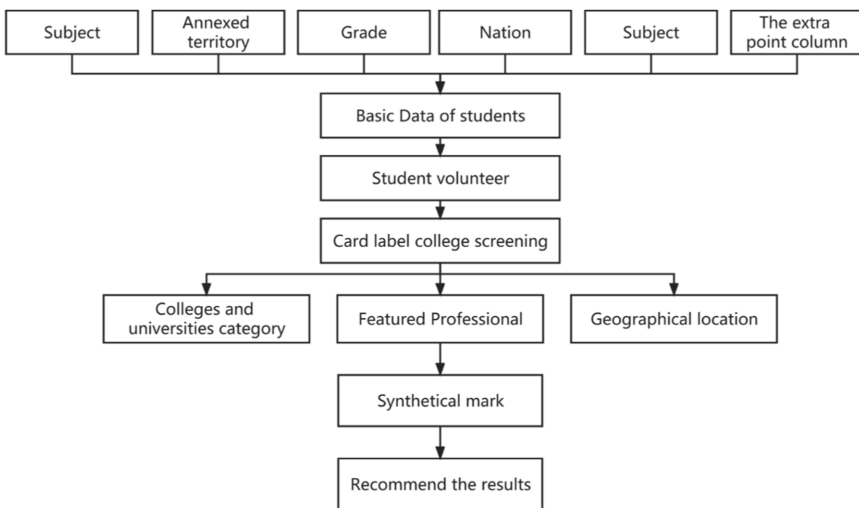 Subject
Annexed
territory
Grade
Nation
Subject
The extra
point column
Basic Data of students
Student volunteer
Card label college screening
Colleges and
universities category
Featured Professional
Geographical location
Synthetical mark
Recommend the results